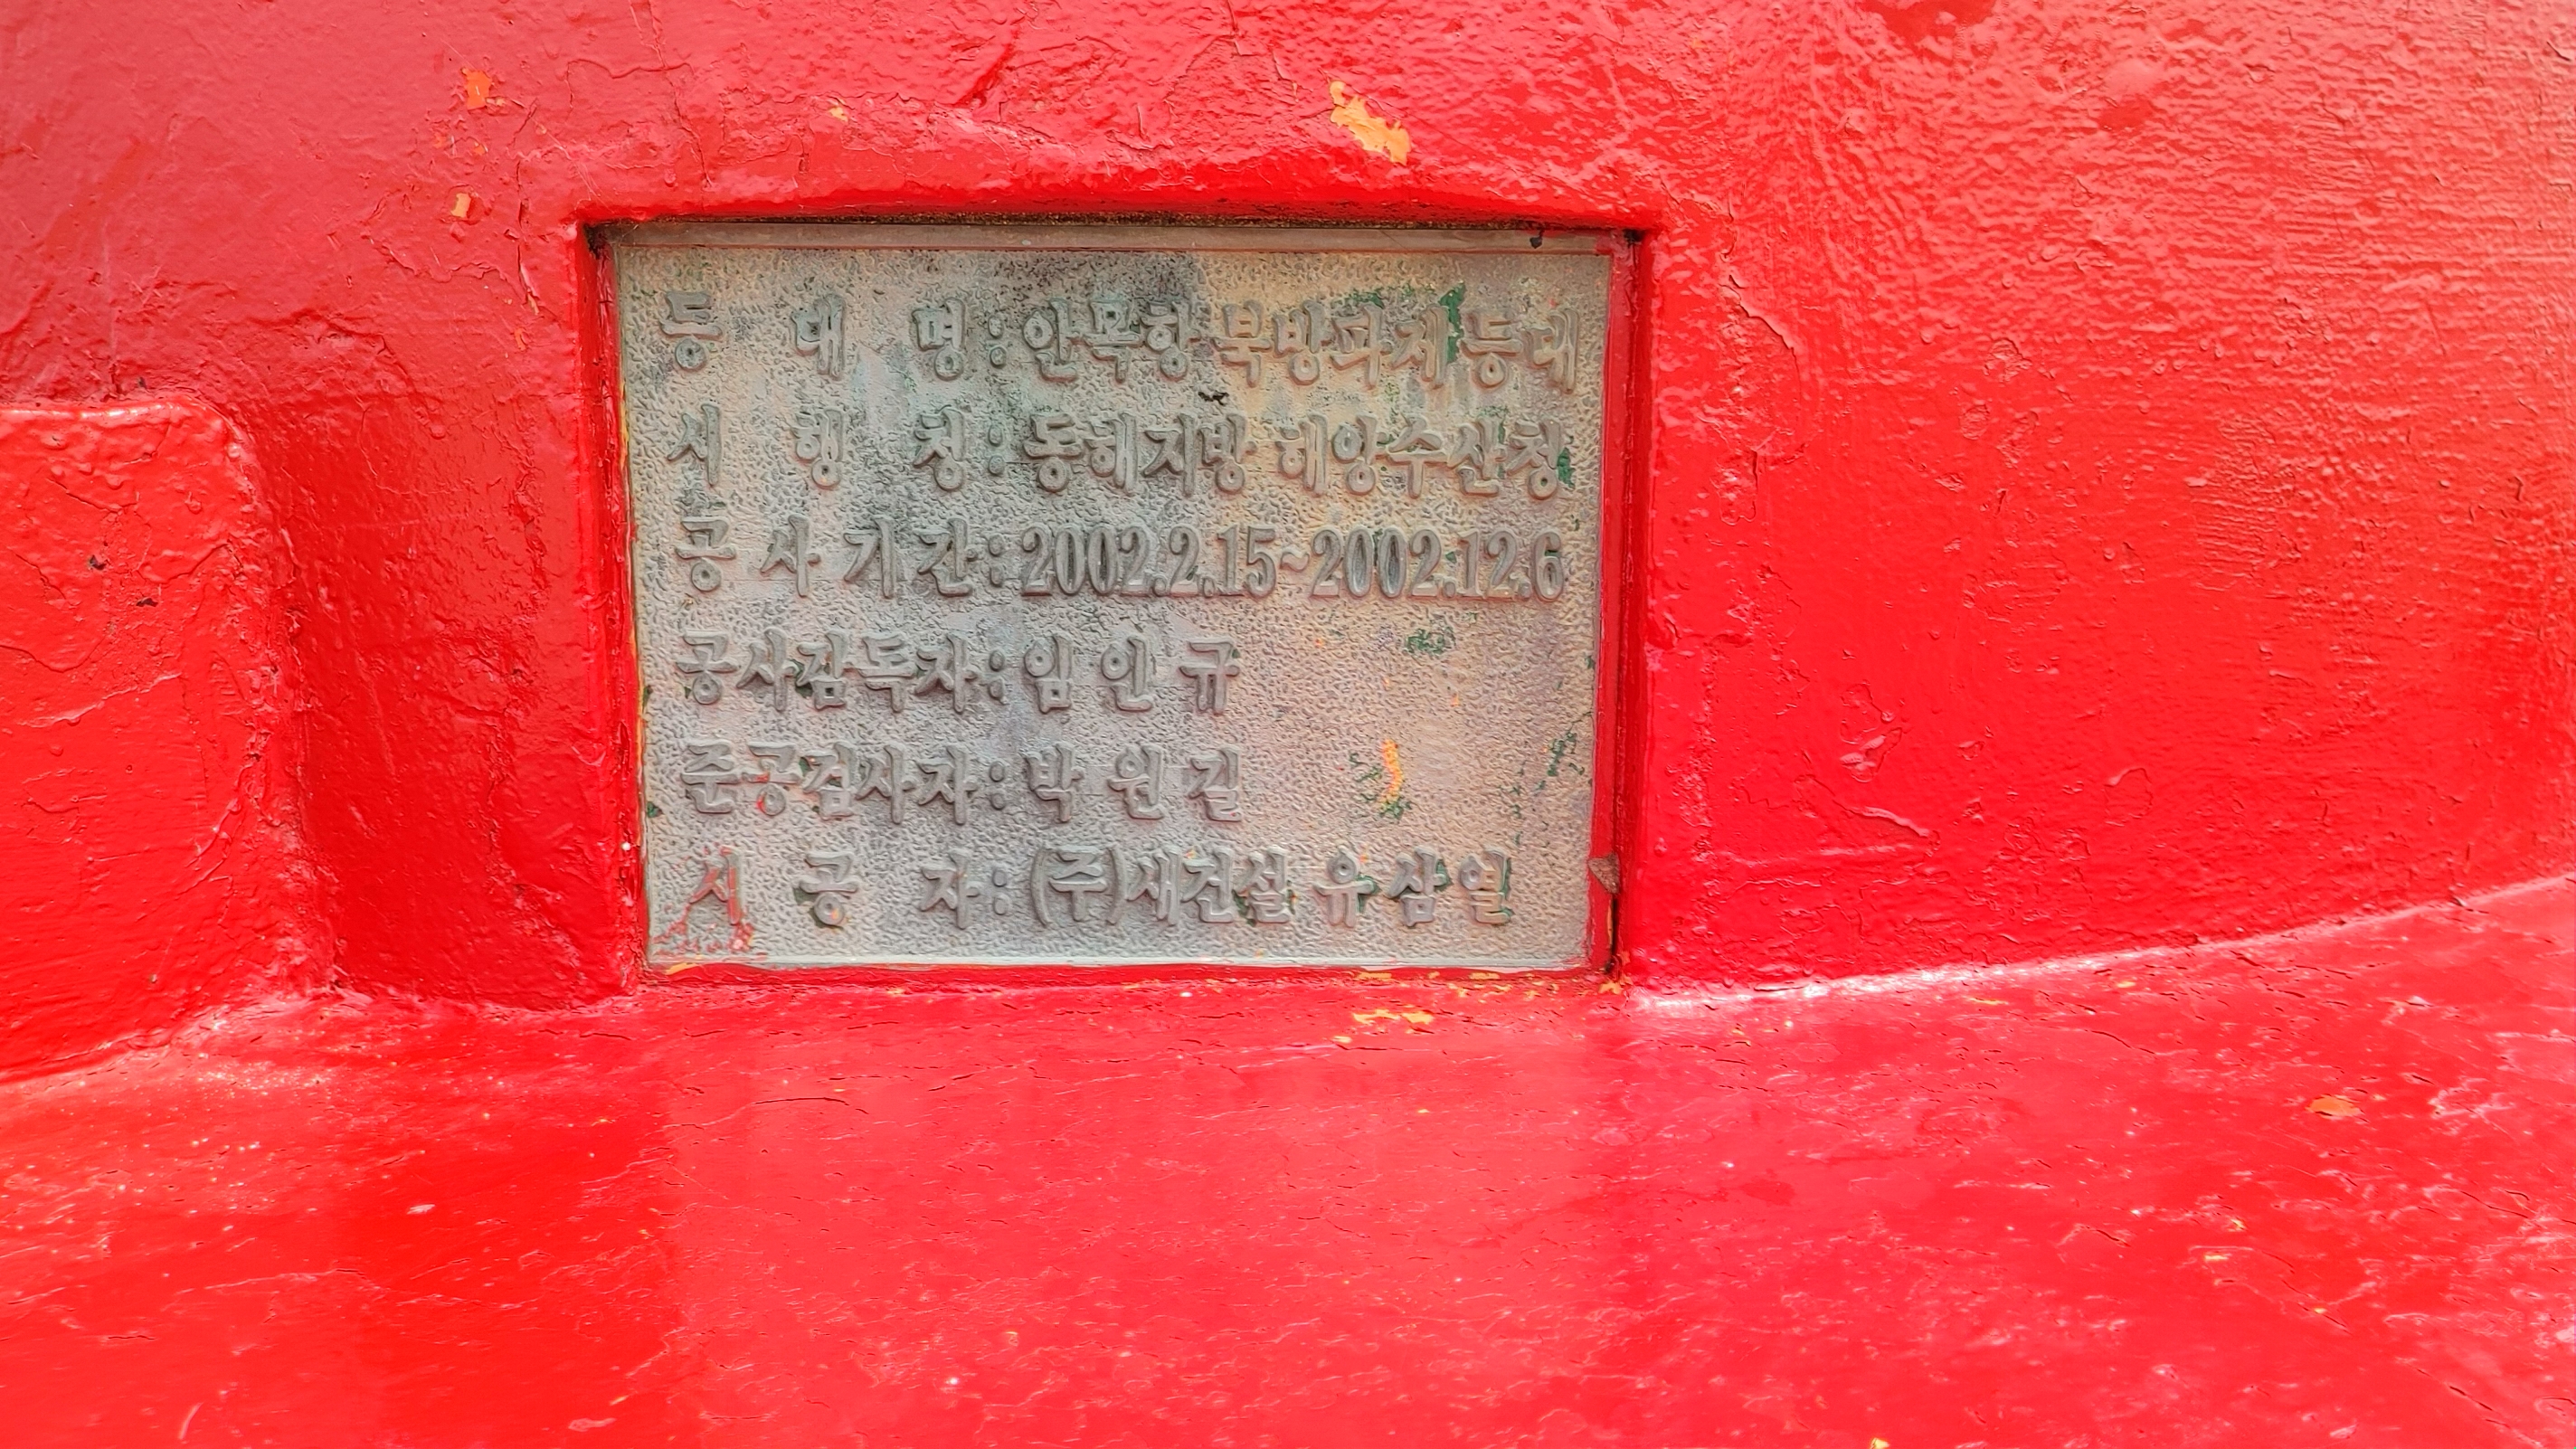 등 대 명 : 안목항 북방파제 등대
시 행 청 : 동해지방 해양수산청
공 사 기 간 : 2002.2.15~2002.12.6
공사감독자 : 임 인 규
준공검사자 : 박 원 길
시 공 자 : (주)새건설 유 삼 열